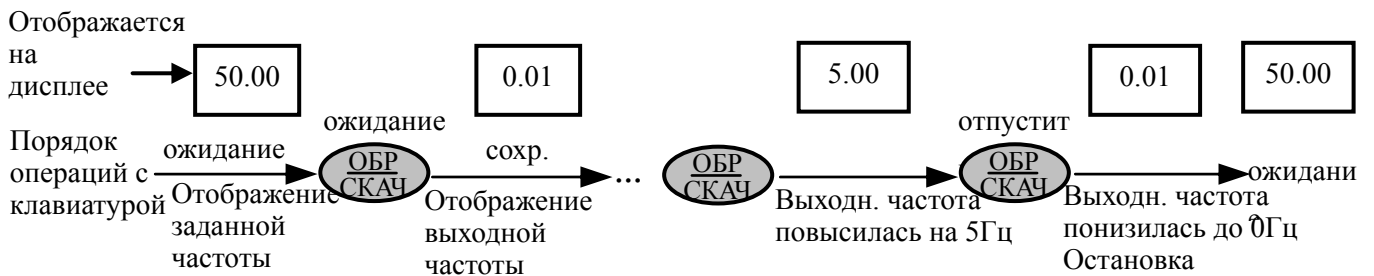 Отображается
на
дисплее
50.00
0.01
5.00
0.01
50.00
Порядок
операций с
клавиатурой
ожидание
Отображение
заданной
частоты
ожидание
ОБР
СКАЧ
сохр.
Отображение
выходной
частоты
...
ОБР
СКАЧ
Выходн. частота
повысилась на 5Гц
отпустит
ОБР
СКАЧ
Выходн. частота
понизилась до 0Гц
Остановка
ожидани